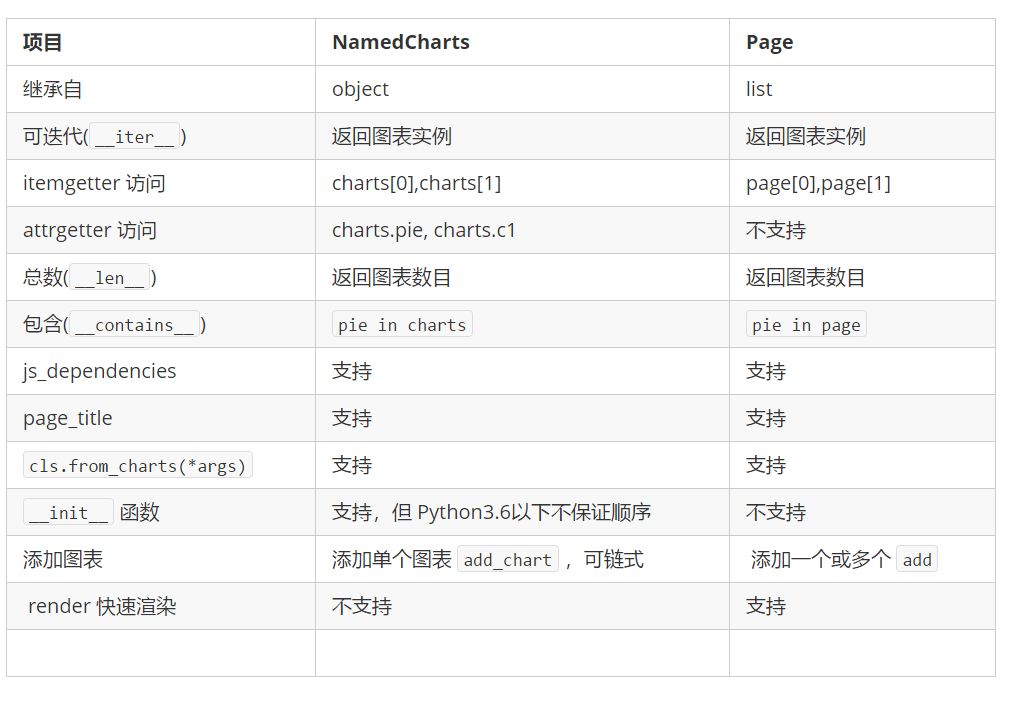 项目 NamedCharts Page
继承自 object list
可迭代(__iter__) 返回图表实例 返回图表实例
itemgetter 访问 charts[0],charts[1] page[0],page[1]
attrgetter 访问 charts.pie, charts.c1 不支持
总数(__len__) 返回图表数目 返回图表数目
包含(__contains__) pie in charts pie in page
js_dependencies 支持 支持
page_title 支持 支持
cls.from_charts(*args) 支持 支持
__init__ 函数 支持，但 Python3.6以下不保证顺序 不支持
添加图表 添加单个图表 add_chart ，可链式 添加一个或多个 add
render 快速渲染 不支持 支持